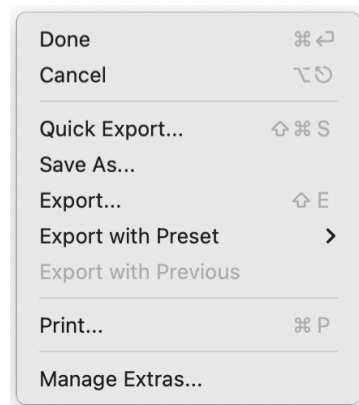 Done ⌘↩
Cancel ⌥⎋
Quick Export... ⇧⌘S
Save As...
Export... ⇧E
Export with Preset >
Export with Previous
Print... ⌘P
Manage Extras...